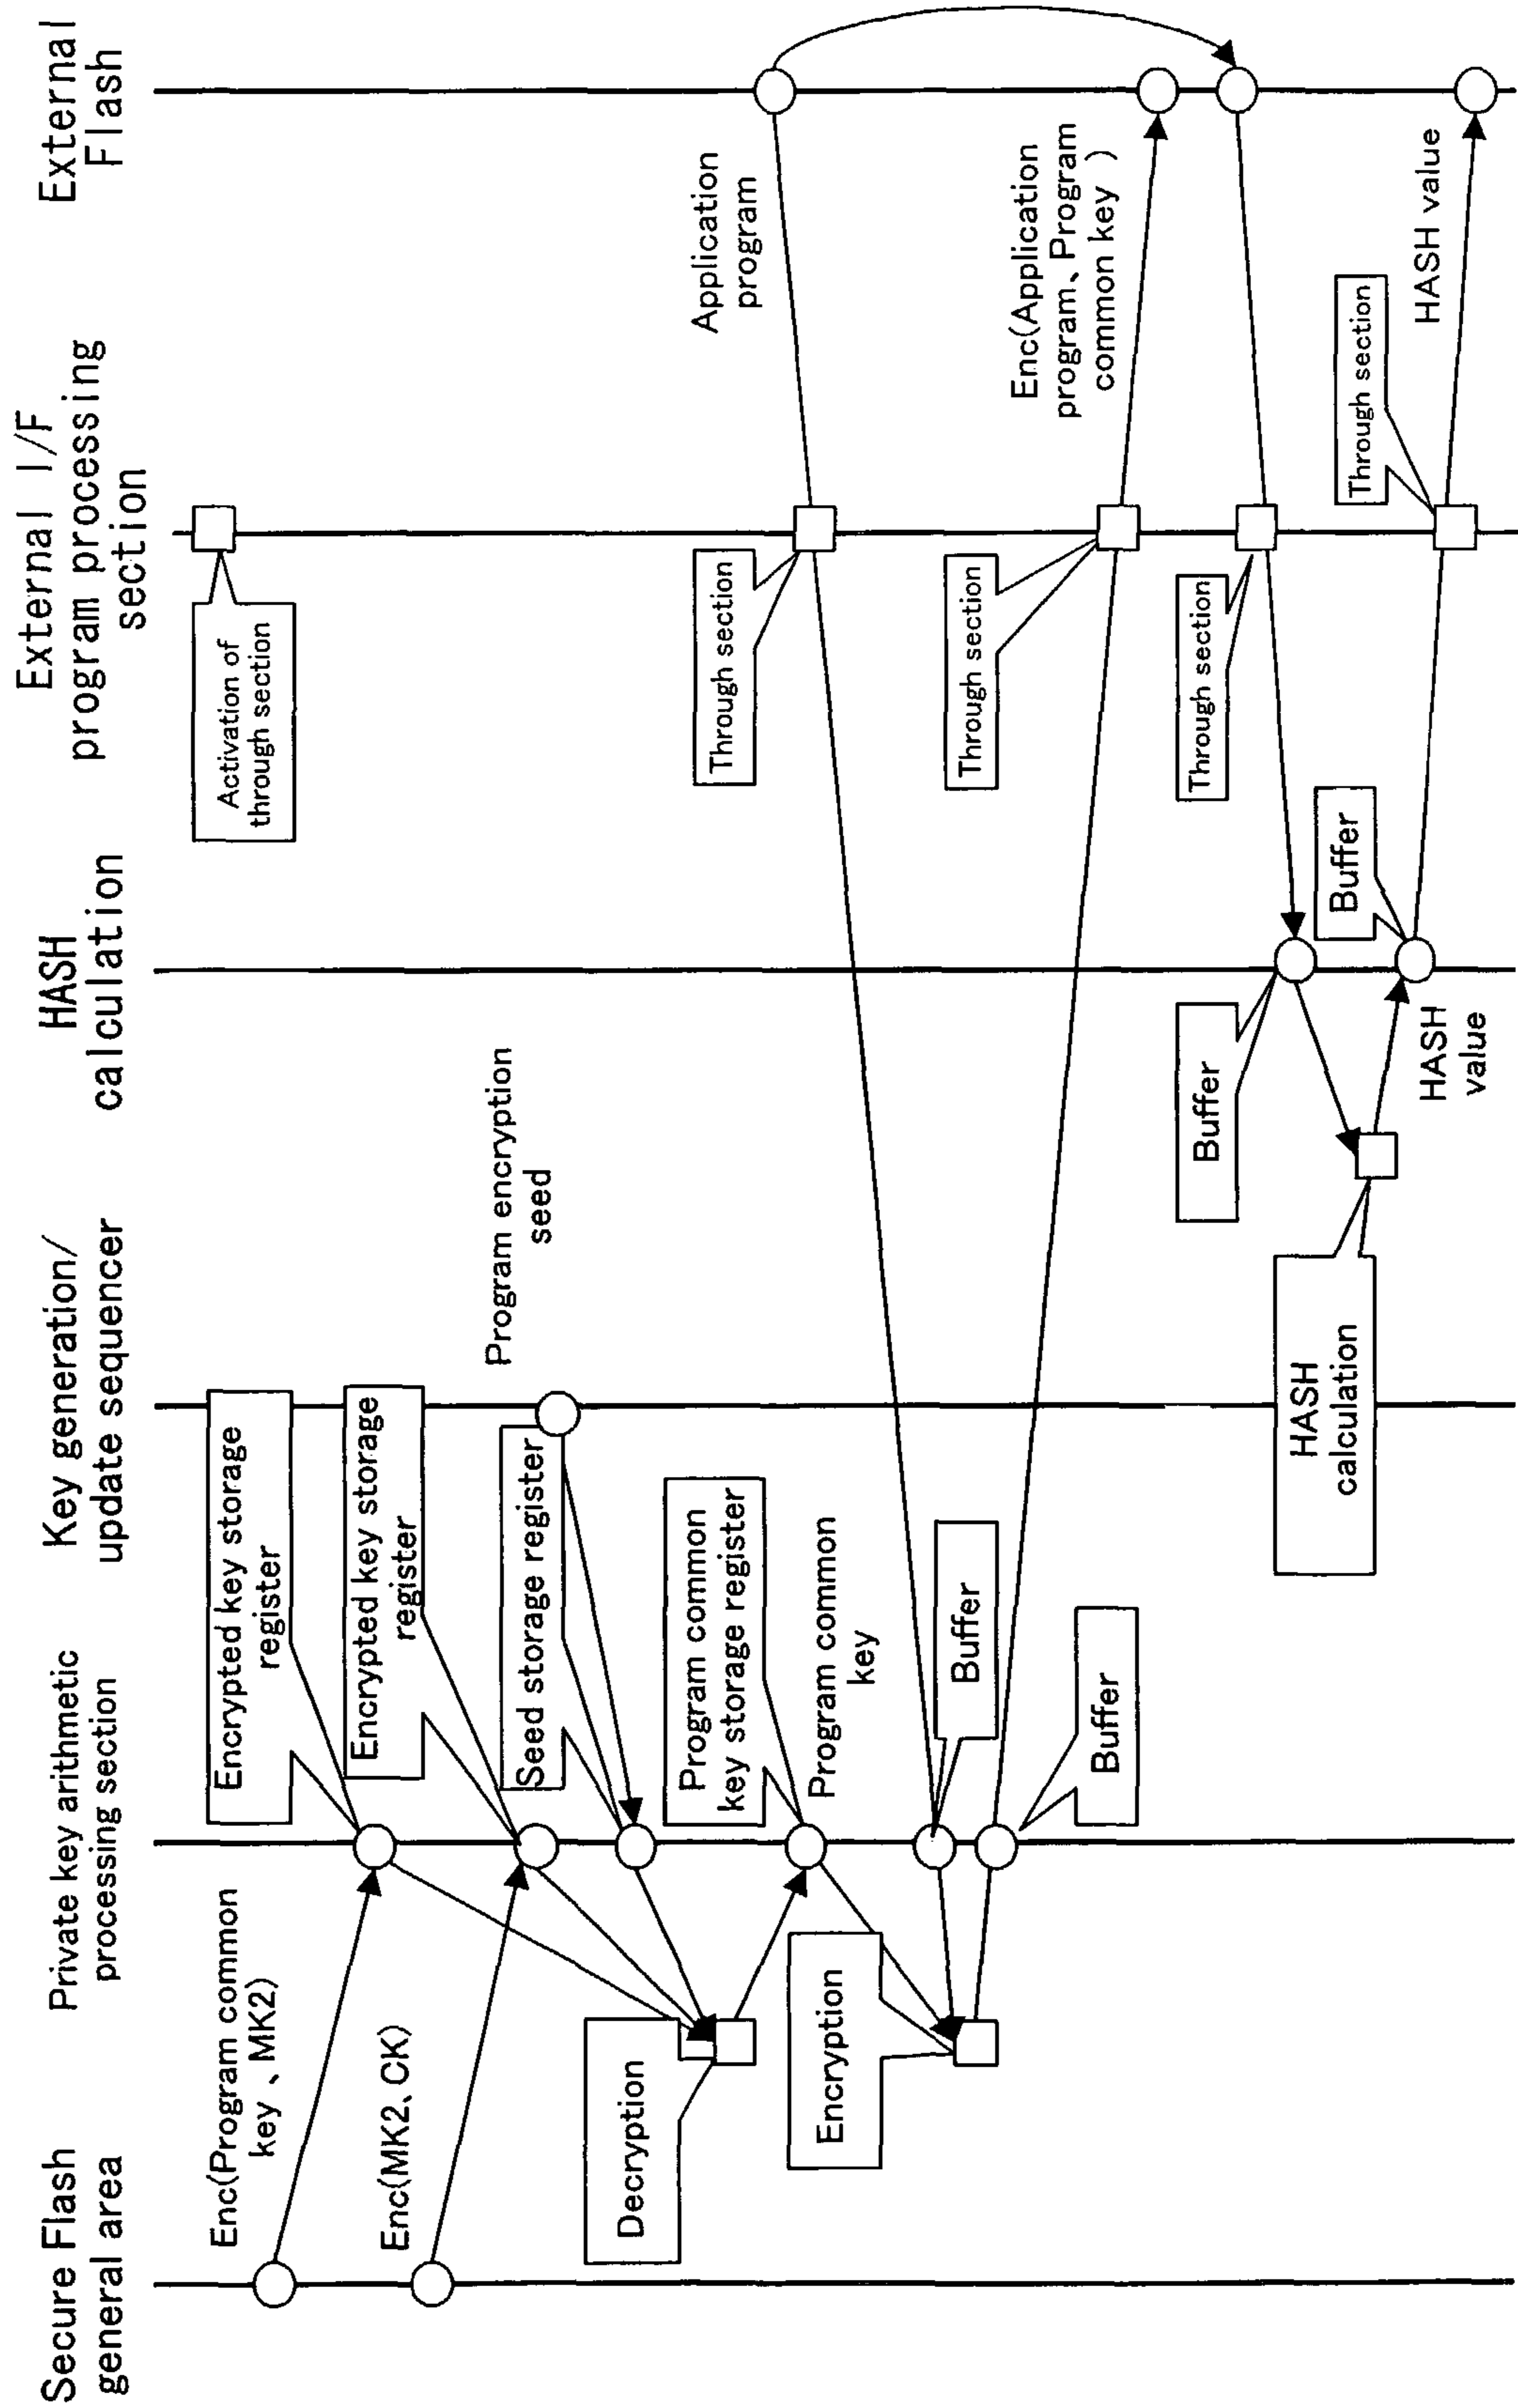 Secure Flash
general area
Private key arithmetic
processing section
Key generation/
update sequencer
HASH
calculation
External I/F
program processing
section
External
Flash
Activation of
through section
Enc(Program common
key、MK2)
Encrypted key storage
register
Enc(MK2、CK)
Encrypted key storage
register
Program encryption
seed
Seed storage register
Decryption
Program common
key storage register
Program common
key
Application
program
Through section
Encryption
Buffer
Buffer
Through section
Enc(Application
program、Program
common key )
Through section
Buffer
HASH
calculation
HASH
value
Buffer
Through section
HASH value